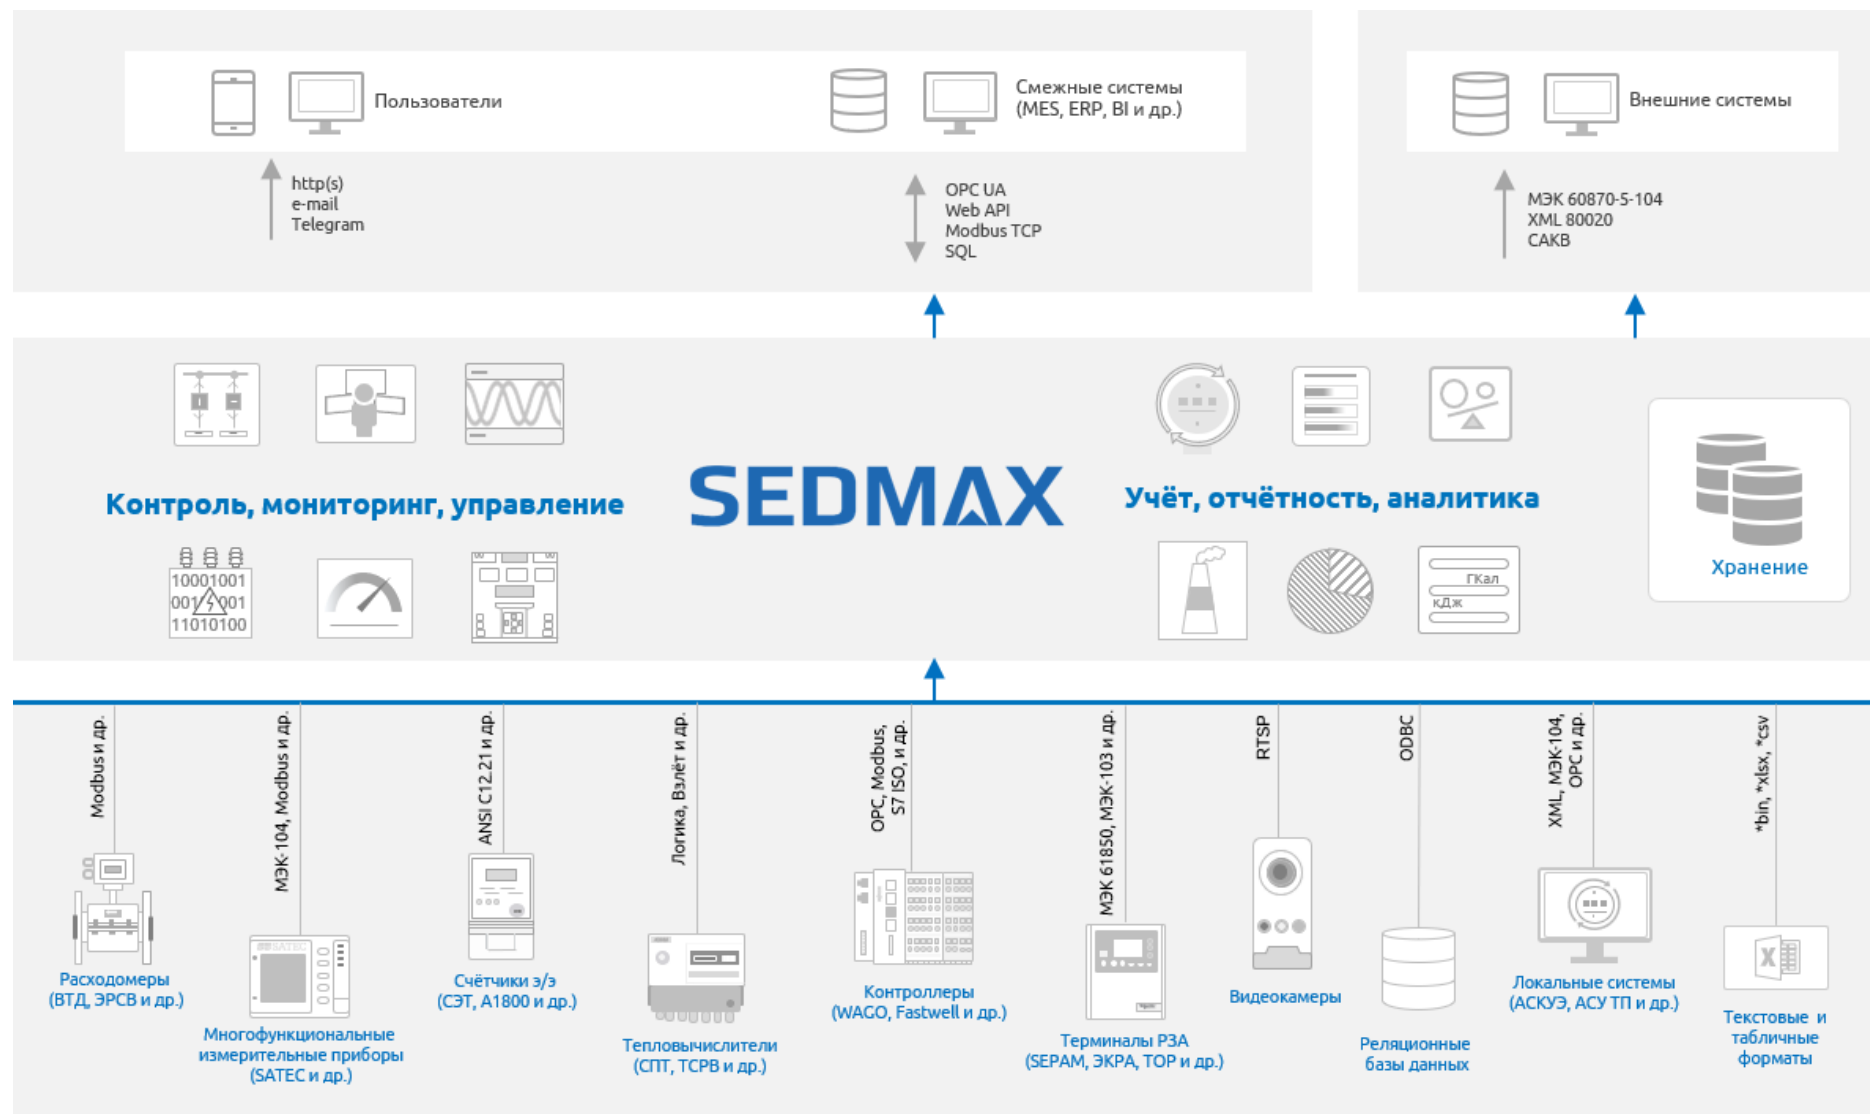 Пользователи
Смежные системы
(MES, ERP, BI и др.)
Внешние системы
http(s)
e-mail
Telegram
OPC UA
Web API
Modbus TCP
SQL
МЭК 60870-5-104
XML 80020
САКВ
Контроль, мониторинг, управление
SEDMAX
Учёт, отчётность, аналитика
10001001
001 001
11010100
ГКал
кДж
Хранение
Modbus и др.
МЭК-104, Modbus и др.
ANSI C12.21 и др.
Логика, Взлёт и др.
OPC, Modbus,
S7 ISO, и др.
МЭК 61850, МЭК-103 и др.
RTSP
ODBC
XML, МЭК-104,
OPC и др.
*bin, *xlsx, *csv
Расходомеры
(ВТД, ЭРСВ и др.)
SATEC
Многофункциональные
измерительные приборы
(SATEC и др.)
Счётчики э/э
(СЭТ, А1800 и др.)
Тепловычислители
(СПТ, ТСРВ и др.)
Контроллеры
(WAGO, Fastwell и др.)
Терминалы РЗА
(SEPAM, ЭКРА, ТОР и др.)
Видеокамеры
Реляционные
базы данных
Локальные системы
(АСКУЭ, АСУ ТП и др.)
X
Текстовые и
табличные
форматы